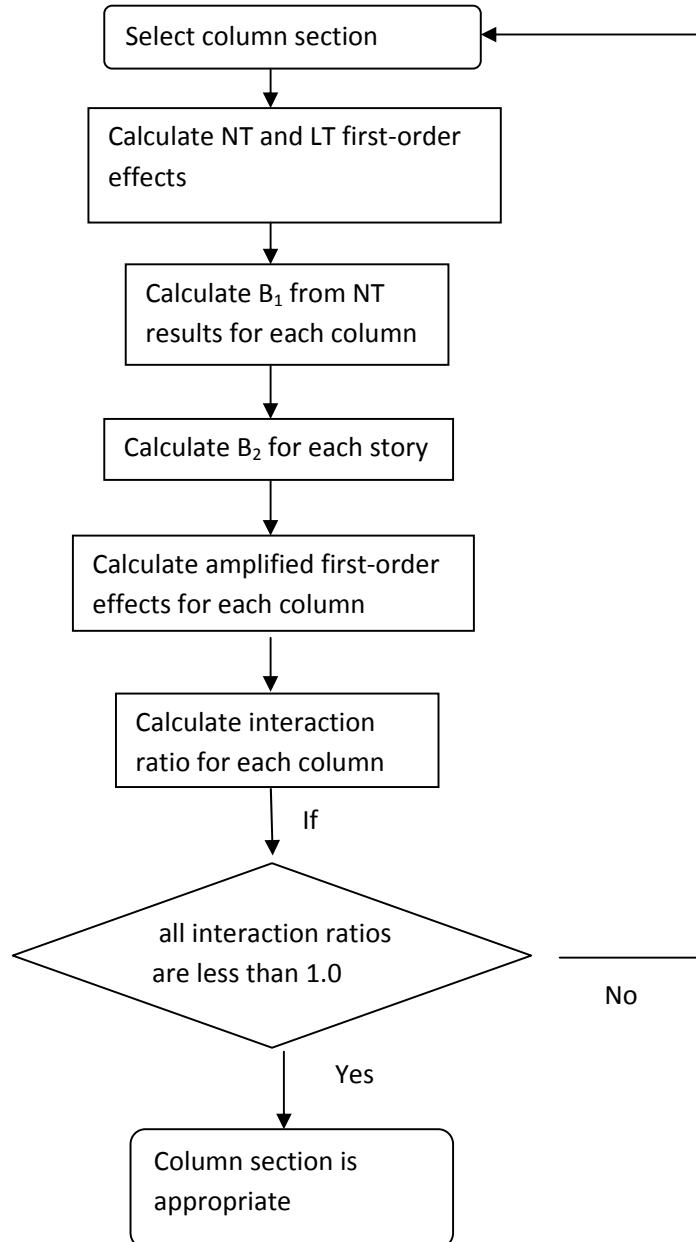 Select column section
Calculate NT and LT first-order
effects
Calculate B₁ from NT
results for each column
Calculate B₂ for each story
Calculate amplified first-order
effects for each column
Calculate interaction
ratio for each column
If
all interaction ratios
are less than 1.0
No
Yes
Column section is
appropriate